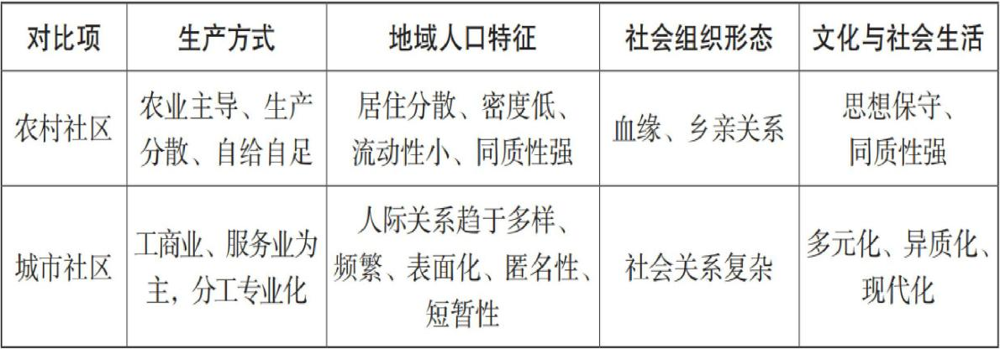 对比项 生产方式 地域人口特征 社会组织形态 文化与社会生活
农村社区
农业主导、生产
分散、自给自足
居住分散、密度低、
流动性小、同质性强
血缘、乡亲关系
思想保守、
同质性强
城市社区
工商业、服务业为
主，分工专业化
人际关系趋于多样、
频繁、表面化、匿名性、
短暂性
社会关系复杂
多元化、异质化、
现代化